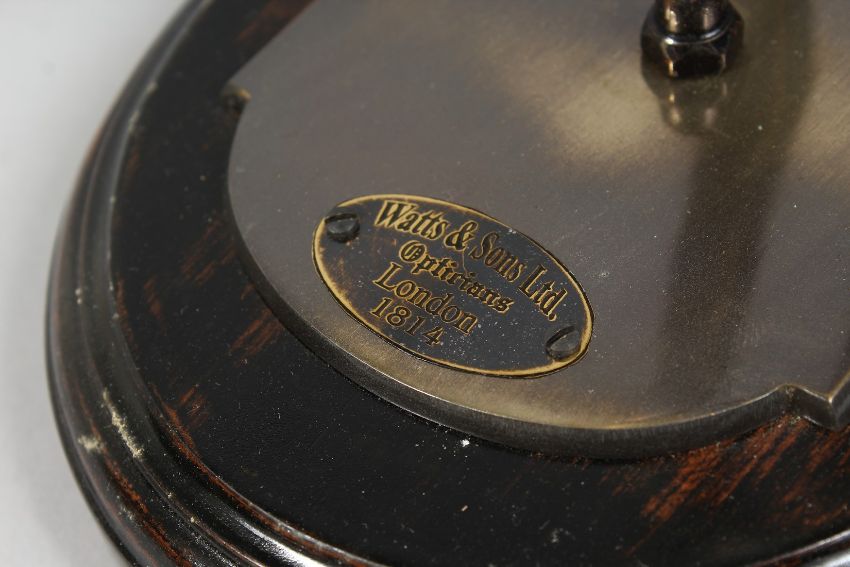 Watts & Sons Ltd,
Opticians
London
1814